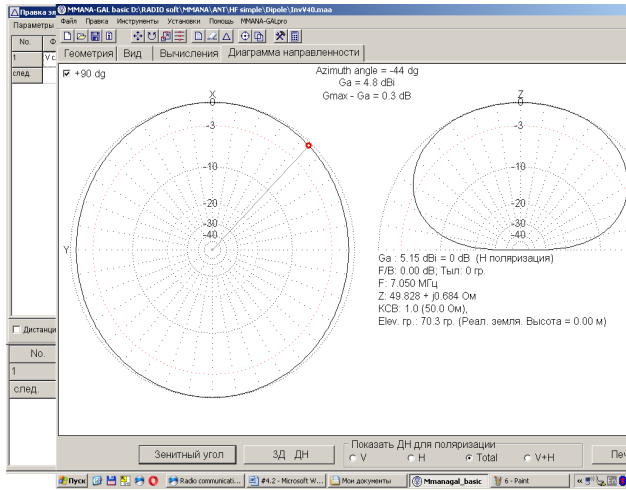 Правка эл
MMANA-GAL basic D:\RADIO soft\MMANA\ANT\HF simple\Dipole\InvV40.maa
Параметры
Файл Правка Инструменты Установки Помощь MMANA-GALpro
No.
1
след.
Геометрия Вид Вычисления Диаграмма направленности
+90 dg
Azimuth angle = -44 dg
Ga = 4.8 dBi
Gmax - Ga = 0.3 dB
X
0
-3
-10
-20
-30
-40
Y
Z
0
-3
-10
-20
-30
-40
Ga : 5.15 dBi = 0 dB (H поляризация)
F/B: 0.00 dB; Тыл: 0 гр.
F: 7.050 МГц
Z: 49.828 + j0.684 Ом
КСВ: 1.0 (50.0 Ом),
Elev. гр.: 70.3 гр. (Реал. земля. Высота = 0.00 м)
Дистанци
No.
1
след.
Зенитный угол
3Д ДН
Показать ДН для поляризации
V H Total V+H
Печ
Пуск
Radio communicati...
#4.2 - Microsoft W...
Мои документы
Mmanagal_basic
6 - Paint
En